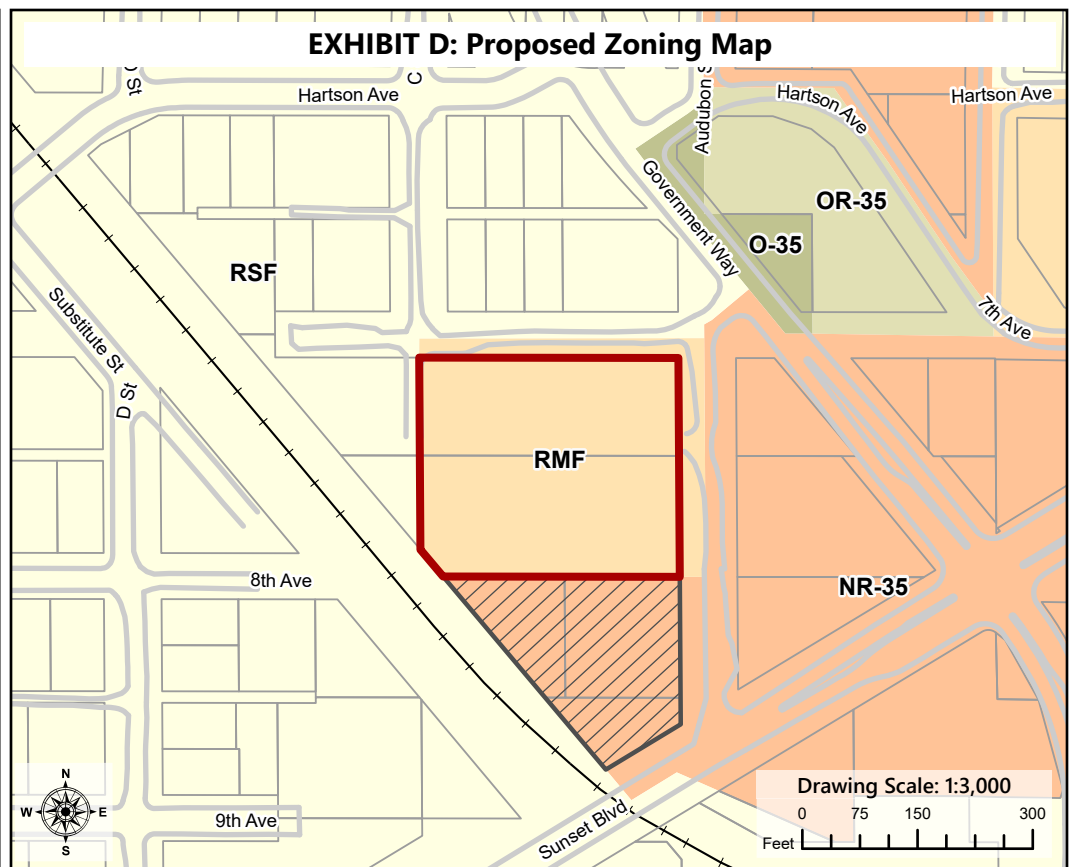 EXHIBIT D: Proposed Zoning Map
St
C
Audubon S
Hartson Ave
Hartson Ave
Hartson Ave
Government Way
OR-35
O-35
RSF
7th Ave
Substitute St
D St
RMF
8th Ave
NR-35
9th Ave
Sunset Blvd
N
W E
S
Drawing Scale: 1:3,000
0 75 150 300
Feet